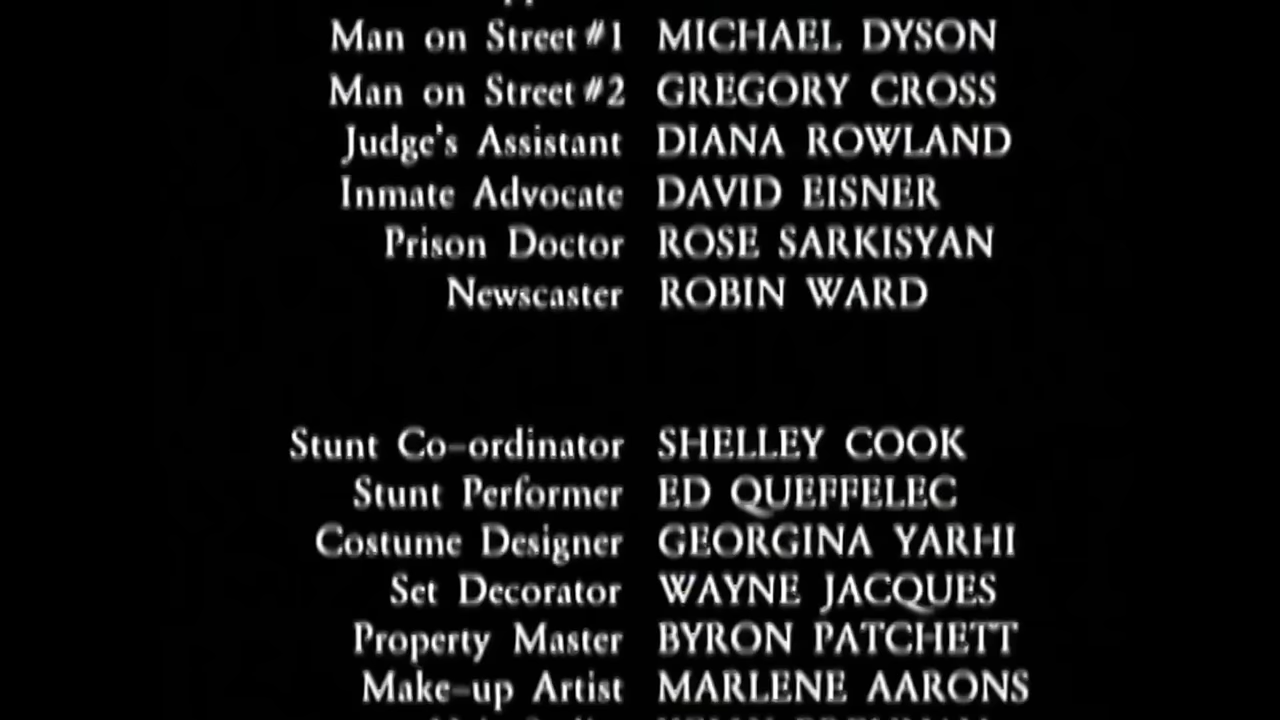 Man on Street #1 MICHAEL DYSON
Man on Street #2 GREGORY CROSS
Judge's Assistant DIANA ROWLAND
Inmate Advocate DAVID EISNER
Prison Doctor ROSE SARKISYAN
Newscaster ROBIN WARD
Stunt Co-ordinator SHELLEY COOK
Stunt Performer ED QUEFFELEC
Costume Designer GEORGINA YARHI
Set Decorator WAYNE JACQUES
Property Master BYRON PATCHETT
Make-up Artist MARLENE AARONS